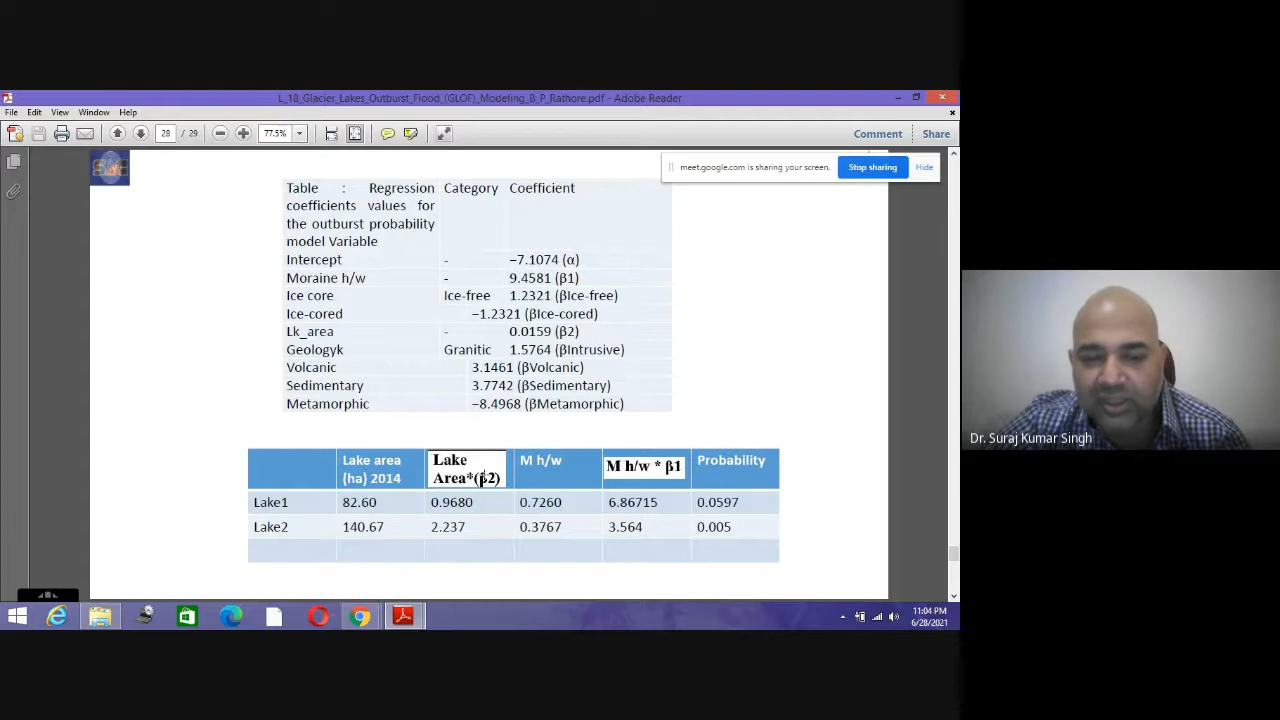 L_18_Glacier_Lakes_Outburst_Flood_(GLOF)_Modeling_B_P_Rathore.pdf - Adobe Reader
File Edit View Window Help
28 / 29 77.5% Comment Share
meet.google.com is sharing your screen. Stop sharing Hide
Table : Regression coefficients values for the outburst probability model Variable Category Coefficient
Intercept - −7.1074 (α)
Moraine h/w - 9.4581 (β1)
Ice core Ice-free 1.2321 (βIce-free)
Ice-cored −1.2321 (βIce-cored)
Lk_area - 0.0159 (β2)
Geologyk Granitic 1.5764 (βIntrusive)
Volcanic 3.1461 (βVolcanic)
Sedimentary 3.7742 (βSedimentary)
Metamorphic −8.4968 (βMetamorphic)
Lake area (ha) 2014 Lake Area*(β2) M h/w M h/w * β1 Probability
Lake1 82.60 0.9680 0.7260 6.86715 0.0597
Lake2 140.67 2.237 0.3767 3.564 0.005
Dr. Suraj Kumar Singh
11:04 PM
6/28/2021